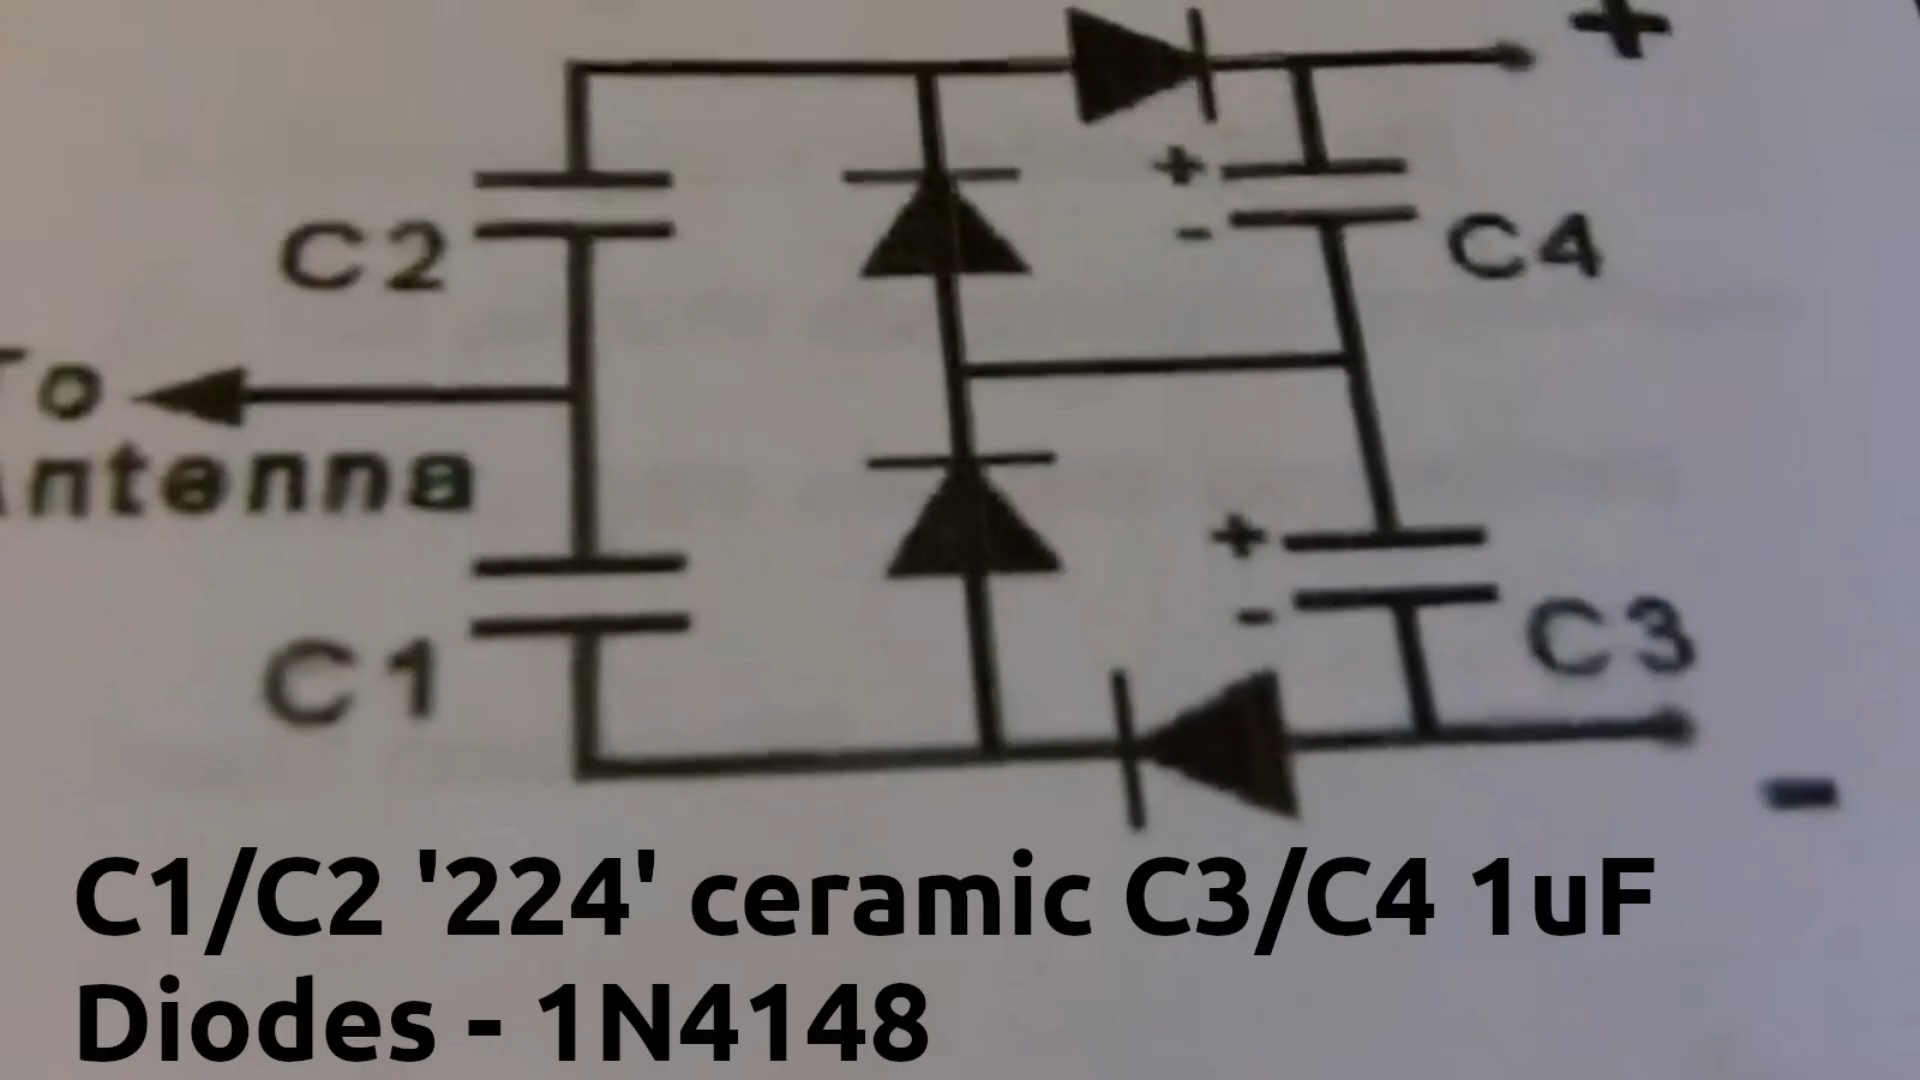 +
+
-
C2
C4
To
ntenna
+
-
C3
C1
-
C1/C2 '224' ceramic C3/C4 1uF
Diodes - 1N4148